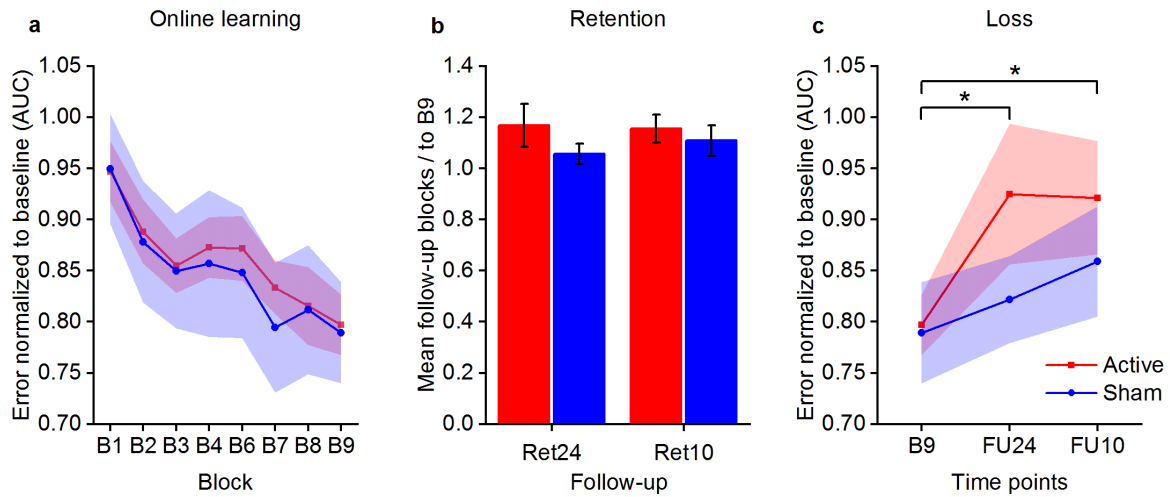 a
Online learning
Error normalized to baseline (AUC)
1.05
1.00
0.95
0.90
0.85
0.80
0.75
0.70
B1 B2 B3 B4 B6 B7 B8 B9
Block
b
Retention
Mean follow-up blocks / to B9
1.4
1.2
1.0
0.8
0.6
0.4
0.2
0.0
Ret24 Ret10
Follow-up
c
Loss
Error normalized to baseline (AUC)
1.05
1.00
0.95
0.90
0.85
0.80
0.75
0.70
*
*
Active
Sham
B9 FU24 FU10
Time points